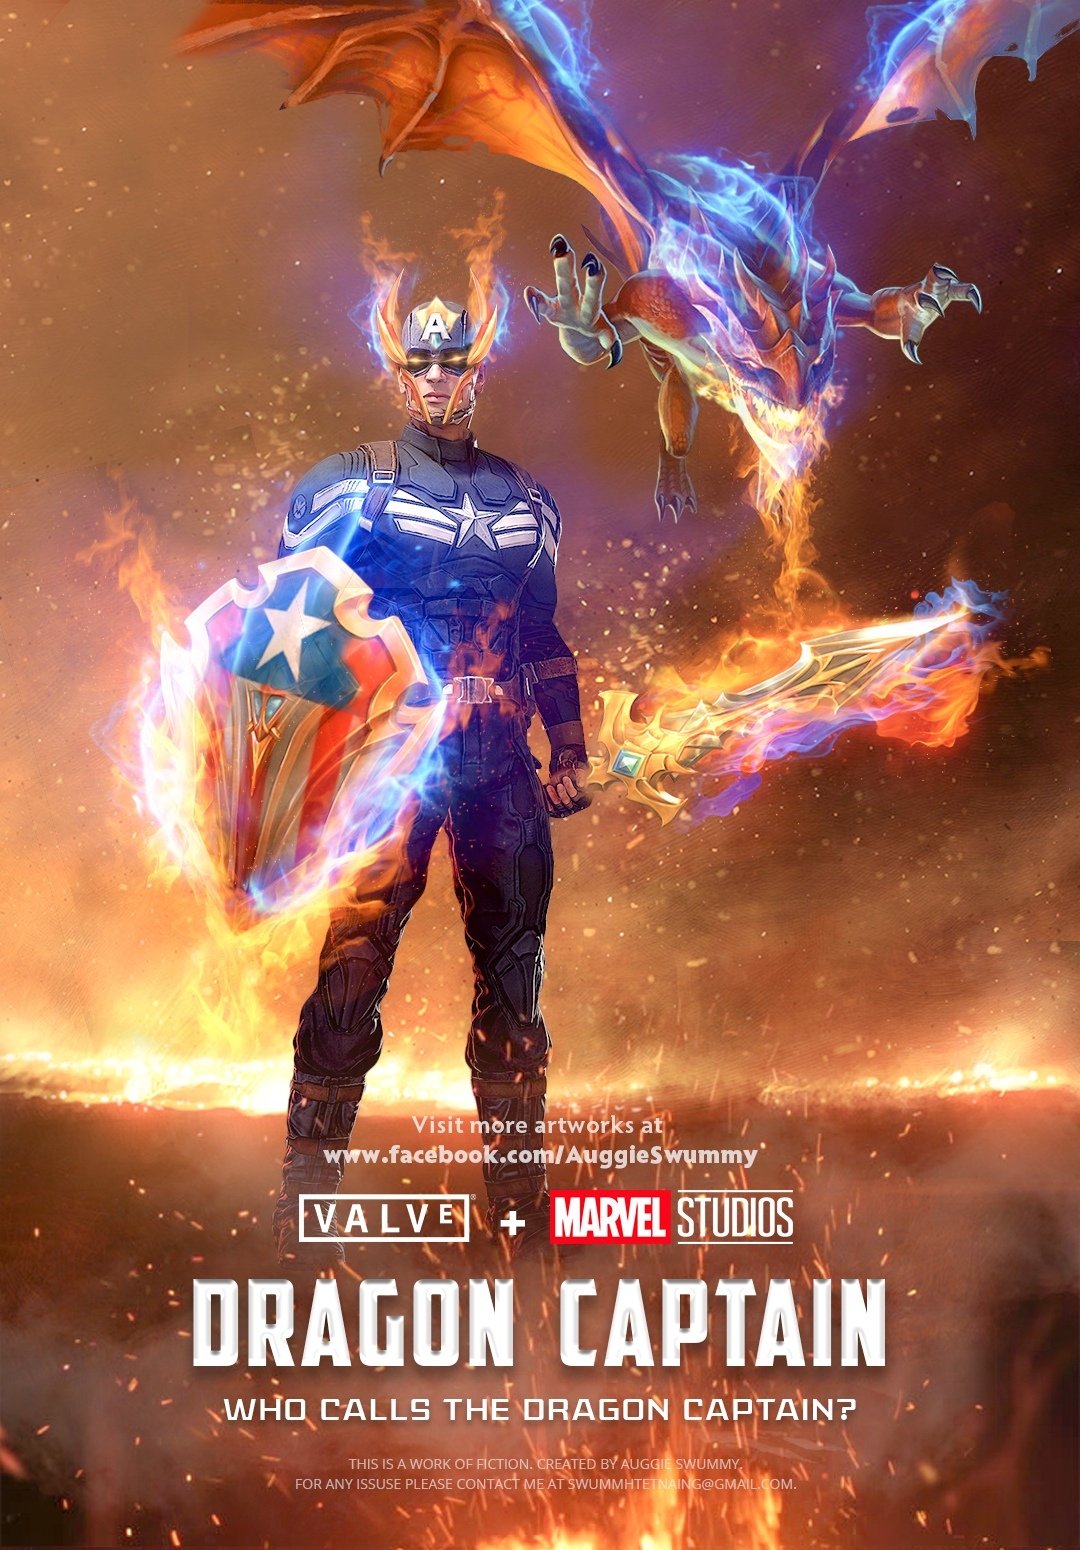 A
Visit more artworks at
www.facebook.com/AuggieSwummy
VALVE® + MARVEL STUDIOS
DRAGON CAPTAIN
WHO CALLS THE DRAGON CAPTAIN?
THIS IS A WORK OF FICTION. CREATED BY AUGGIE SWUMMY.
FOR ANY ISSUSE PLEASE CONTACT ME AT SWUMMHTETNAING@GMAIL.COM.